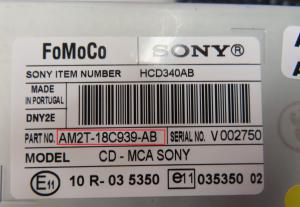 FoMoCo SONY®
SONY ITEM NUMBER HCD340AB
MADE
IN PORTUGAL
DNY2E
PART NO. AM2T-18C939-AB SERIAL NO. V 002750
MODEL CD - MCA SONY
E11 10 R- 03 5350 e11 035350 02